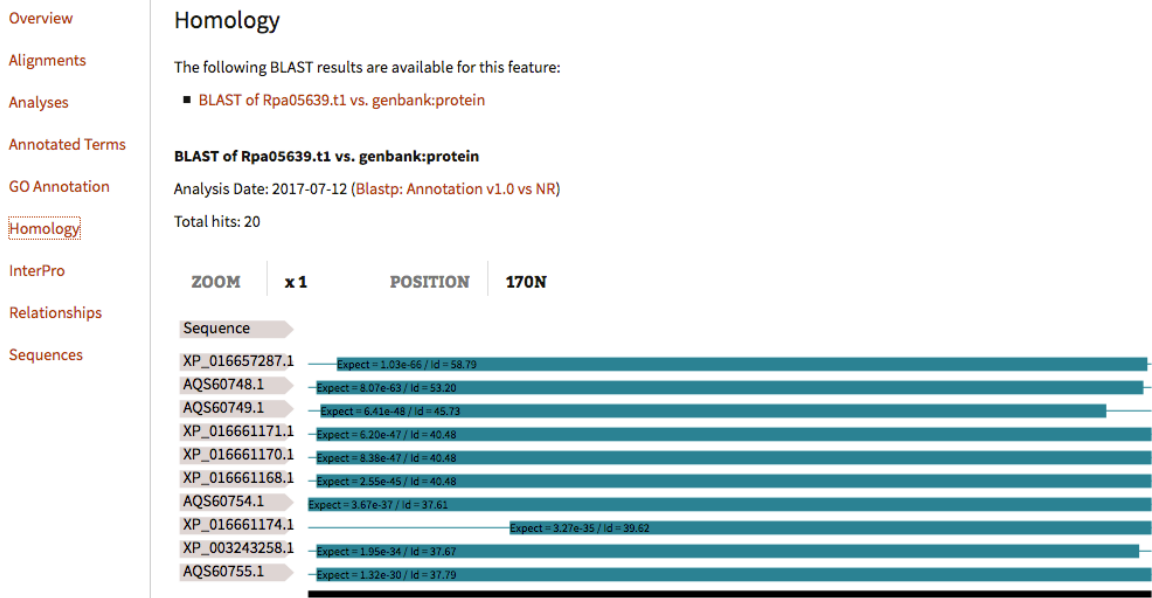 Overview
Alignments
Analyses
Annotated Terms
GO Annotation
Homology
InterPro
Relationships
Sequences
Homology
The following BLAST results are available for this feature:
BLAST of Rpa05639.t1 vs. genbank:protein
BLAST of Rpa05639.t1 vs. genbank:protein
Analysis Date: 2017-07-12 (Blastp: Annotation v1.0 vs NR)
Total hits: 20
ZOOM x 1 POSITION 170N
Sequence
XP_016657287.1 Expect = 1.03e-66 / Id = 58.79
AQS60748.1 Expect = 8.07e-63 / Id = 53.20
AQS60749.1 Expect = 6.41e-48 / Id = 45.73
XP_016661171.1 Expect = 6.20e-47 / Id = 40.48
XP_016661170.1 Expect = 8.38e-47 / Id = 40.48
XP_016661168.1 Expect = 2.55e-45 / Id = 40.48
AQS60754.1 Expect = 3.67e-37 / Id = 37.61
XP_016661174.1 Expect = 3.27e-35 / Id = 39.62
XP_003243258.1 Expect = 1.95e-34 / Id = 37.67
AQS60755.1 Expect = 1.32e-30 / Id = 37.79